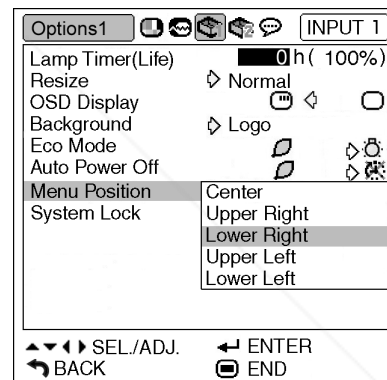 Options1 INPUT 1
Lamp Timer(Life) 0 h ( 100%)
Resize Normal
OSD Display
Background Logo
Eco Mode
Auto Power Off
Menu Position Center
System Lock Upper Right
Lower Right
Upper Left
Lower Left
SEL./ADJ. ENTER
BACK END